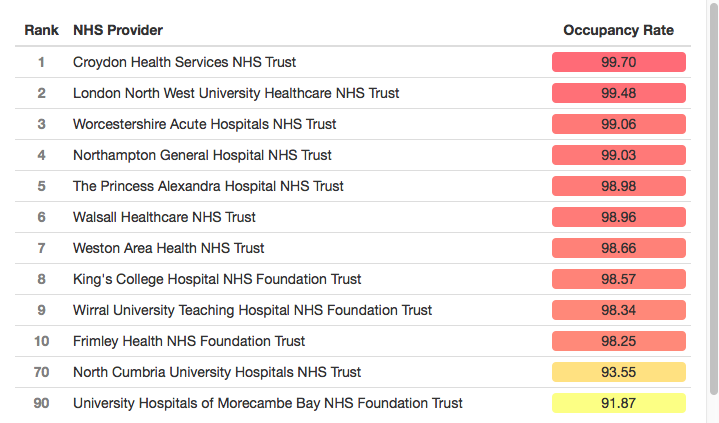 Rank NHS Provider Occupancy Rate
1 Croydon Health Services NHS Trust 99.70
2 London North West University Healthcare NHS Trust 99.48
3 Worcestershire Acute Hospitals NHS Trust 99.06
4 Northampton General Hospital NHS Trust 99.03
5 The Princess Alexandra Hospital NHS Trust 98.98
6 Walsall Healthcare NHS Trust 98.96
7 Weston Area Health NHS Trust 98.66
8 King's College Hospital NHS Foundation Trust 98.57
9 Wirral University Teaching Hospital NHS Foundation Trust 98.34
10 Frimley Health NHS Foundation Trust 98.25
70 North Cumbria University Hospitals NHS Trust 93.55
90 University Hospitals of Morecambe Bay NHS Foundation Trust 91.87